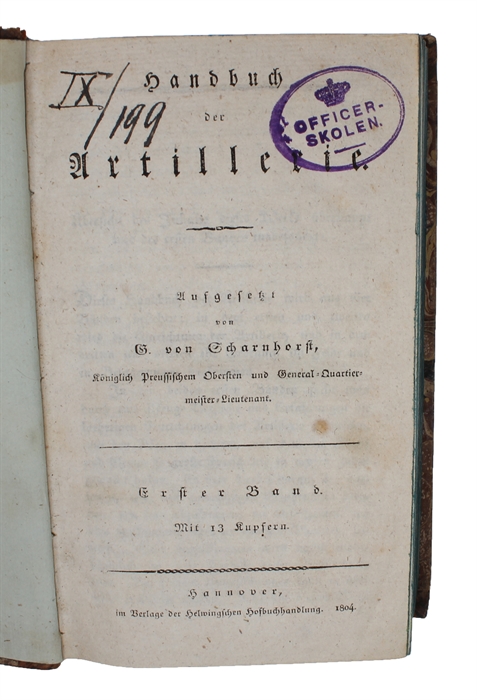 IX/199
Handbuch
der
Artillerie.
OFFICER-
SKOLEN.
Aufgesetzt
von
G. von Scharnhorst,
Königlich Preussischem Obersten und General-Quartier-
meister-Lieutenant.
Erster Band.
Mit 13 Kupfern.
Hannover,
im Verlage der Helwingschen Hofbuchhandlung. 1804.